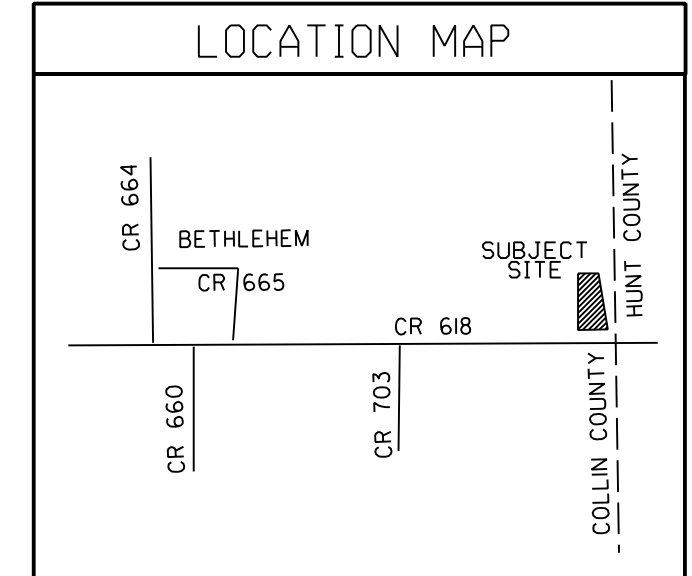 LOCATION MAP
CR 664
BETHLEHEM
CR 665
SUBJECT
SITE
HUNT COUNTY
CR 618
CR 660
CR 703
COLLIN COUNTY